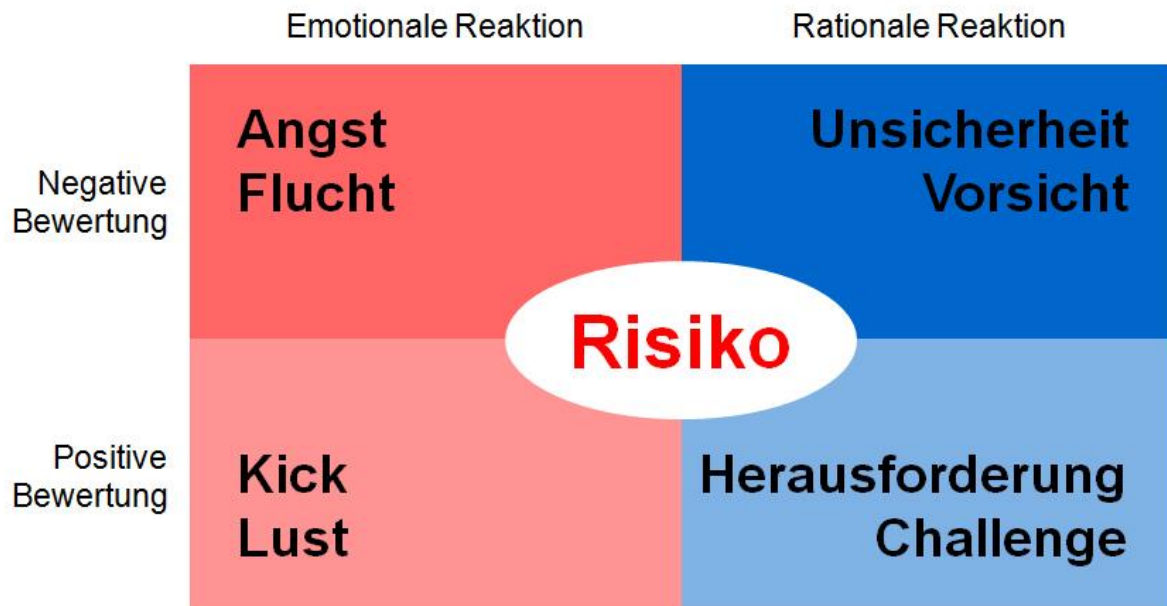 Emotionale Reaktion
Rationale Reaktion
Negative
Bewertung
Angst
Flucht
Unsicherheit
Vorsicht
Risiko
Positive
Bewertung
Kick
Lust
Herausforderung
Challenge